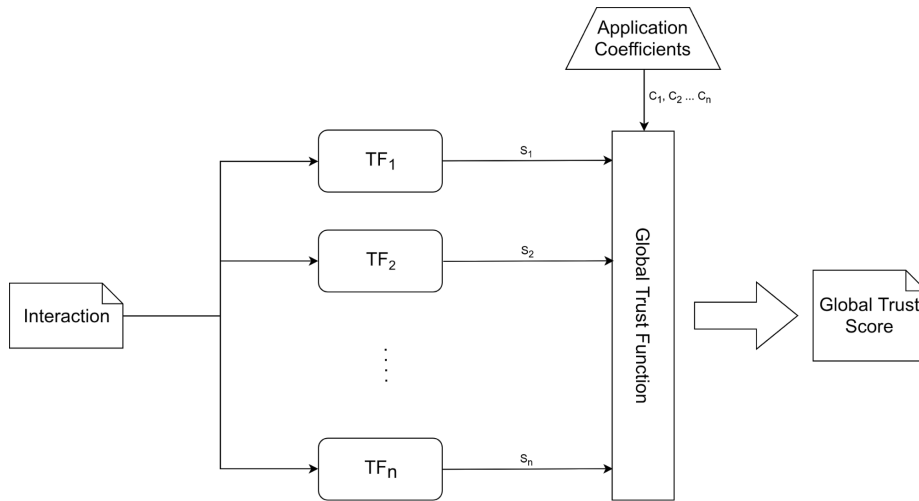 Application
Coefficients
C₁, C₂ ... Cₙ
TF₁
S₁
TF₂
S₂
Interaction
Global Trust Function
Global Trust
Score
TFₙ
Sₙ